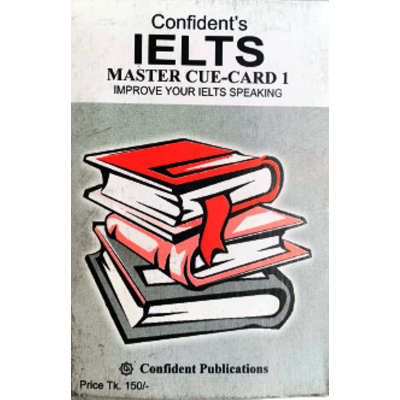 Confident's
IELTS
MASTER CUE-CARD 1
IMPROVE YOUR IELTS SPEAKING
Confident Publications
Price Tk. 150/-